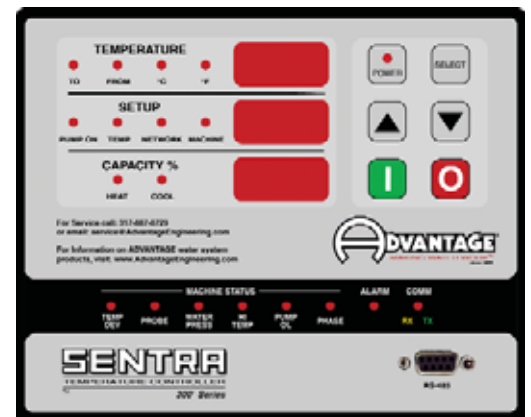 TEMPERATURE
TO FROM °C °F
SETUP
PUMP ON TEMP NETWORK MACHINE
CAPACITY %
HEAT COOL
POWER
SELECT
I O
For Service call: 317-887-0729
or email: service@AdvantageEngineering.com
For Information on ADVANTAGE water system
products, visit: www.AdvantageEngineering.com
ADVANTAGE
MACHINE STATUS
ALARM COMM
TEMP DEV
PROBE
WATER PRESS
HI TEMP
PUMP OL
PHASE
RX TX
SENTRA
TEMPERATURE CONTROLLER
200 Series
RS-485